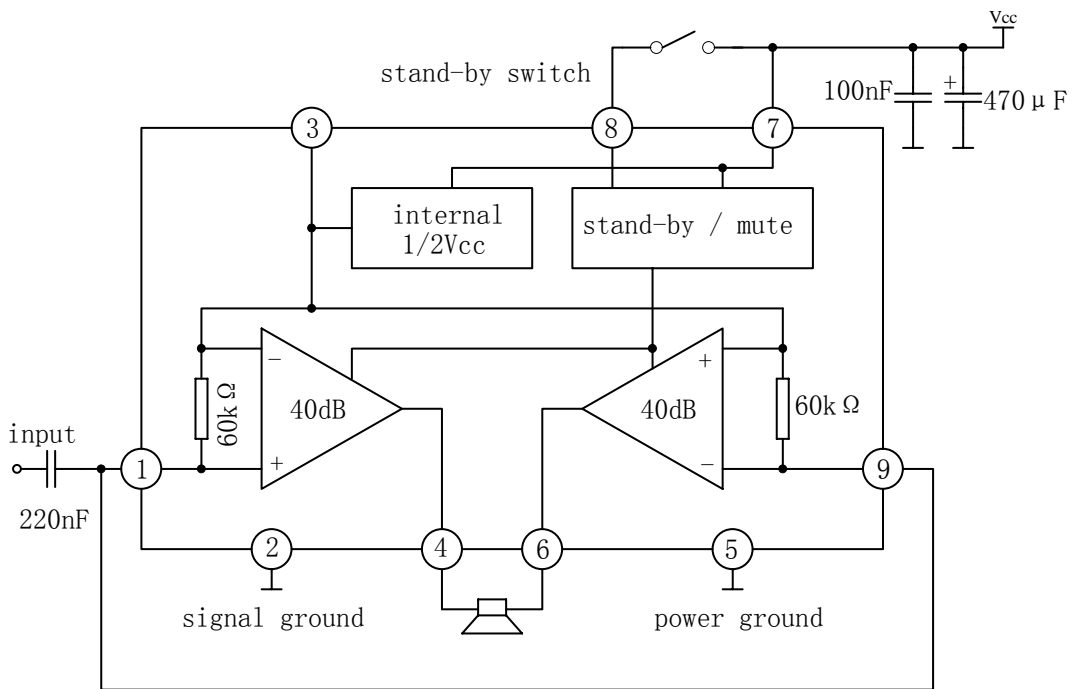 Vcc
stand-by switch
100nF
+
470μF
3
8
7
internal
1/2Vcc
stand-by / mute
−
+
40dB
40dB
60kΩ
60kΩ
input
1
+
−
9
220nF
2
4
6
5
signal ground
power ground